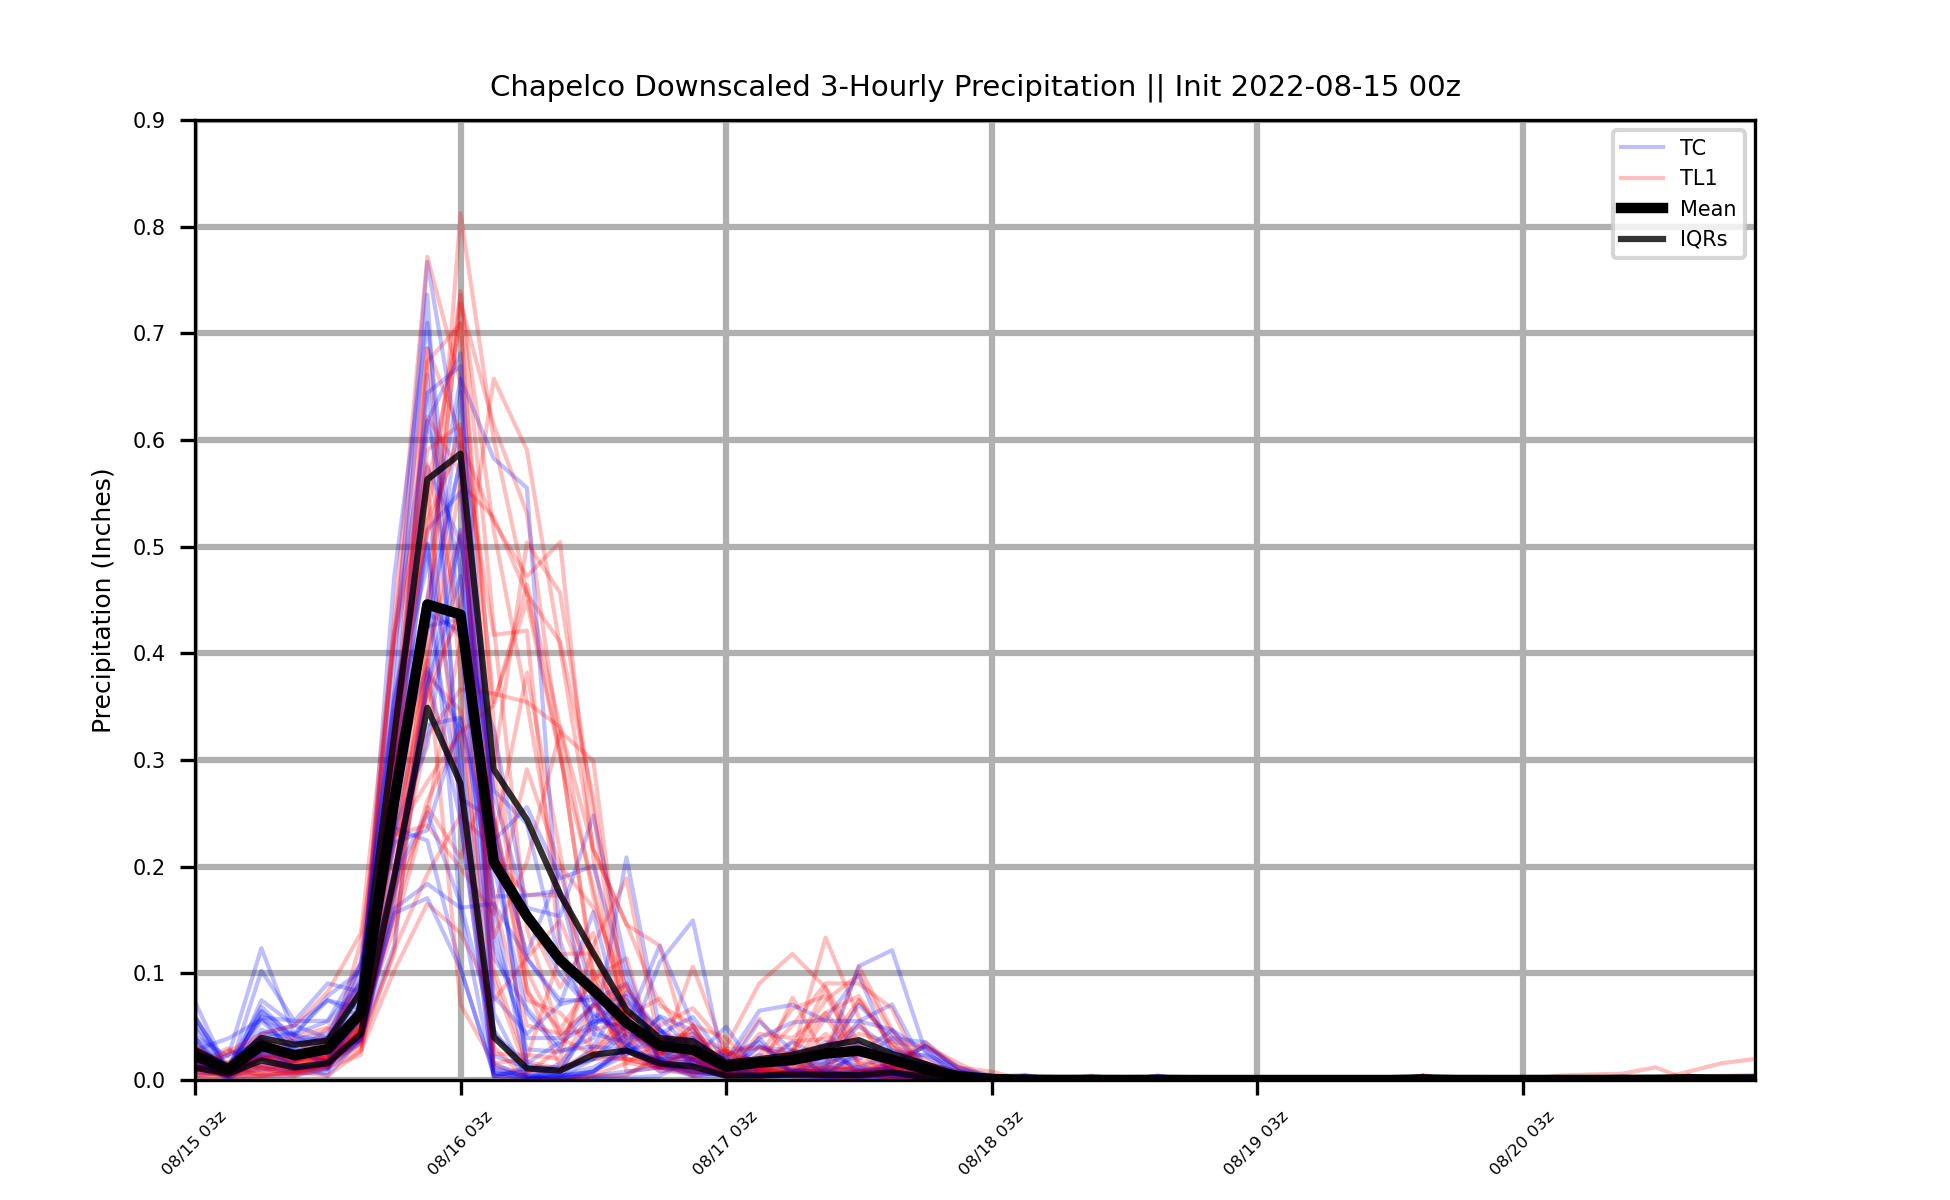 Chapelco Downscaled 3-Hourly Precipitation || Init 2022-08-15 00z
Precipitation (Inches)
0.9
0.8
0.7
0.6
0.5
0.4
0.3
0.2
0.1
0.0
TC
TL1
Mean
IQRs
08/15 03z
08/16 03z
08/17 03z
08/18 03z
08/19 03z
08/20 03z